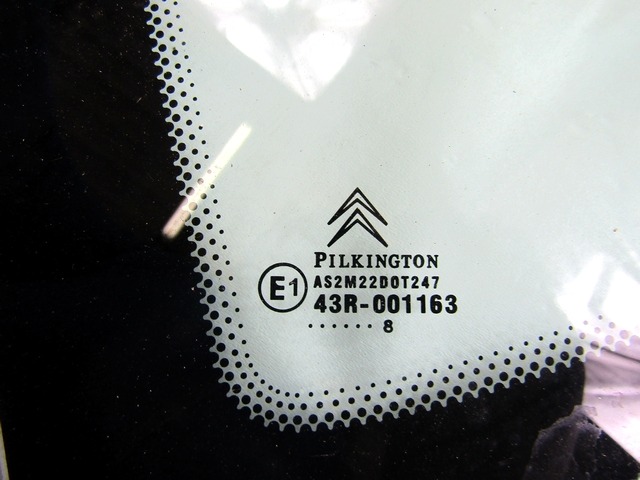 PILKINGTON
E1
AS2M22DOT247
43R-001163
. . . . . . . 8